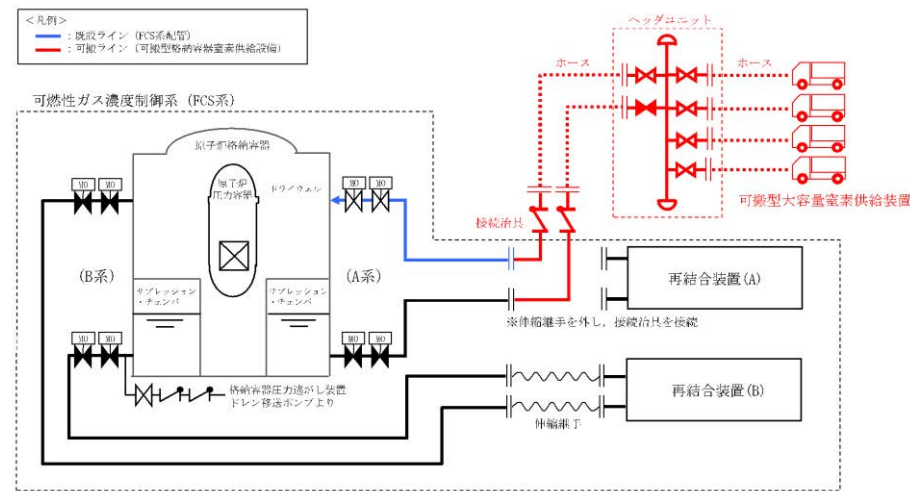 <凡例>
: 既設ライン (FCS系配管)
: 可搬ライン (可搬型格納容器窒素供給設備)
ヘッダユニット
ホース
ホース
可燃性ガス濃度制御系 (FCS系)
原子炉格納容器
MO
MO
原子炉
圧力容器
ドライウェル
MO
MO
可搬型大容量窒素供給装置
接続治具
(B系)
(A系)
再結合装置(A)
サプレッション
・チェンバ
サプレッション
・チェンバ
※伸縮継手を外し,接続治具を接続
MO
MO
MO
MO
格納容器圧力逃がし装置
ドレン移送ポンプより
再結合装置(B)
伸縮継手